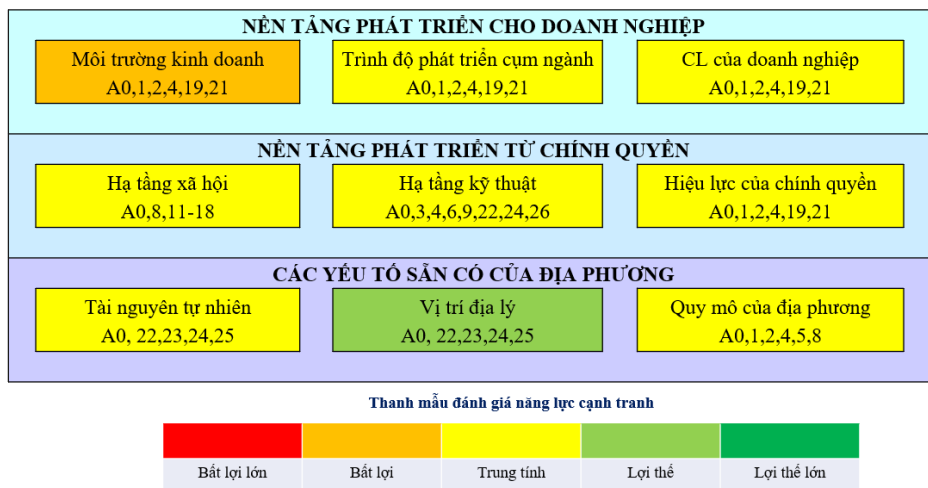 NỀN TẢNG PHÁT TRIỂN CHO DOANH NGHIỆP
Môi trường kinh doanh
A0,1,2,4,19,21
Trình độ phát triển cụm ngành
A0,1,2,4,19,21
CL của doanh nghiệp
A0,1,2,4,19,21
NỀN TẢNG PHÁT TRIỂN TỪ CHÍNH QUYỀN
Hạ tầng xã hội
A0,8,11-18
Hạ tầng kỹ thuật
A0,3,4,6,9,22,24,26
Hiệu lực của chính quyền
A0,1,2,4,19,21
CÁC YẾU TỐ SẴN CÓ CỦA ĐỊA PHƯƠNG
Tài nguyên tự nhiên
A0, 22,23,24,25
Vị trí địa lý
A0, 22,23,24,25
Quy mô của địa phương
A0,1,2,4,5,8
Thanh mẫu đánh giá năng lực cạnh tranh
Bất lợi lớn
Bất lợi
Trung tính
Lợi thế
Lợi thế lớn